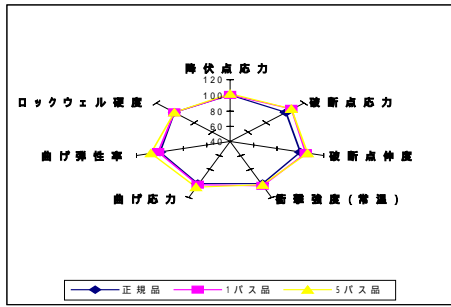 120
100
80
60
40
降伏点応力
破断点応力
破断点伸度
衝撃強度(常温)
曲げ応力
曲げ弾性率
ロックウェル硬度
正規品 1パス品 5パス品